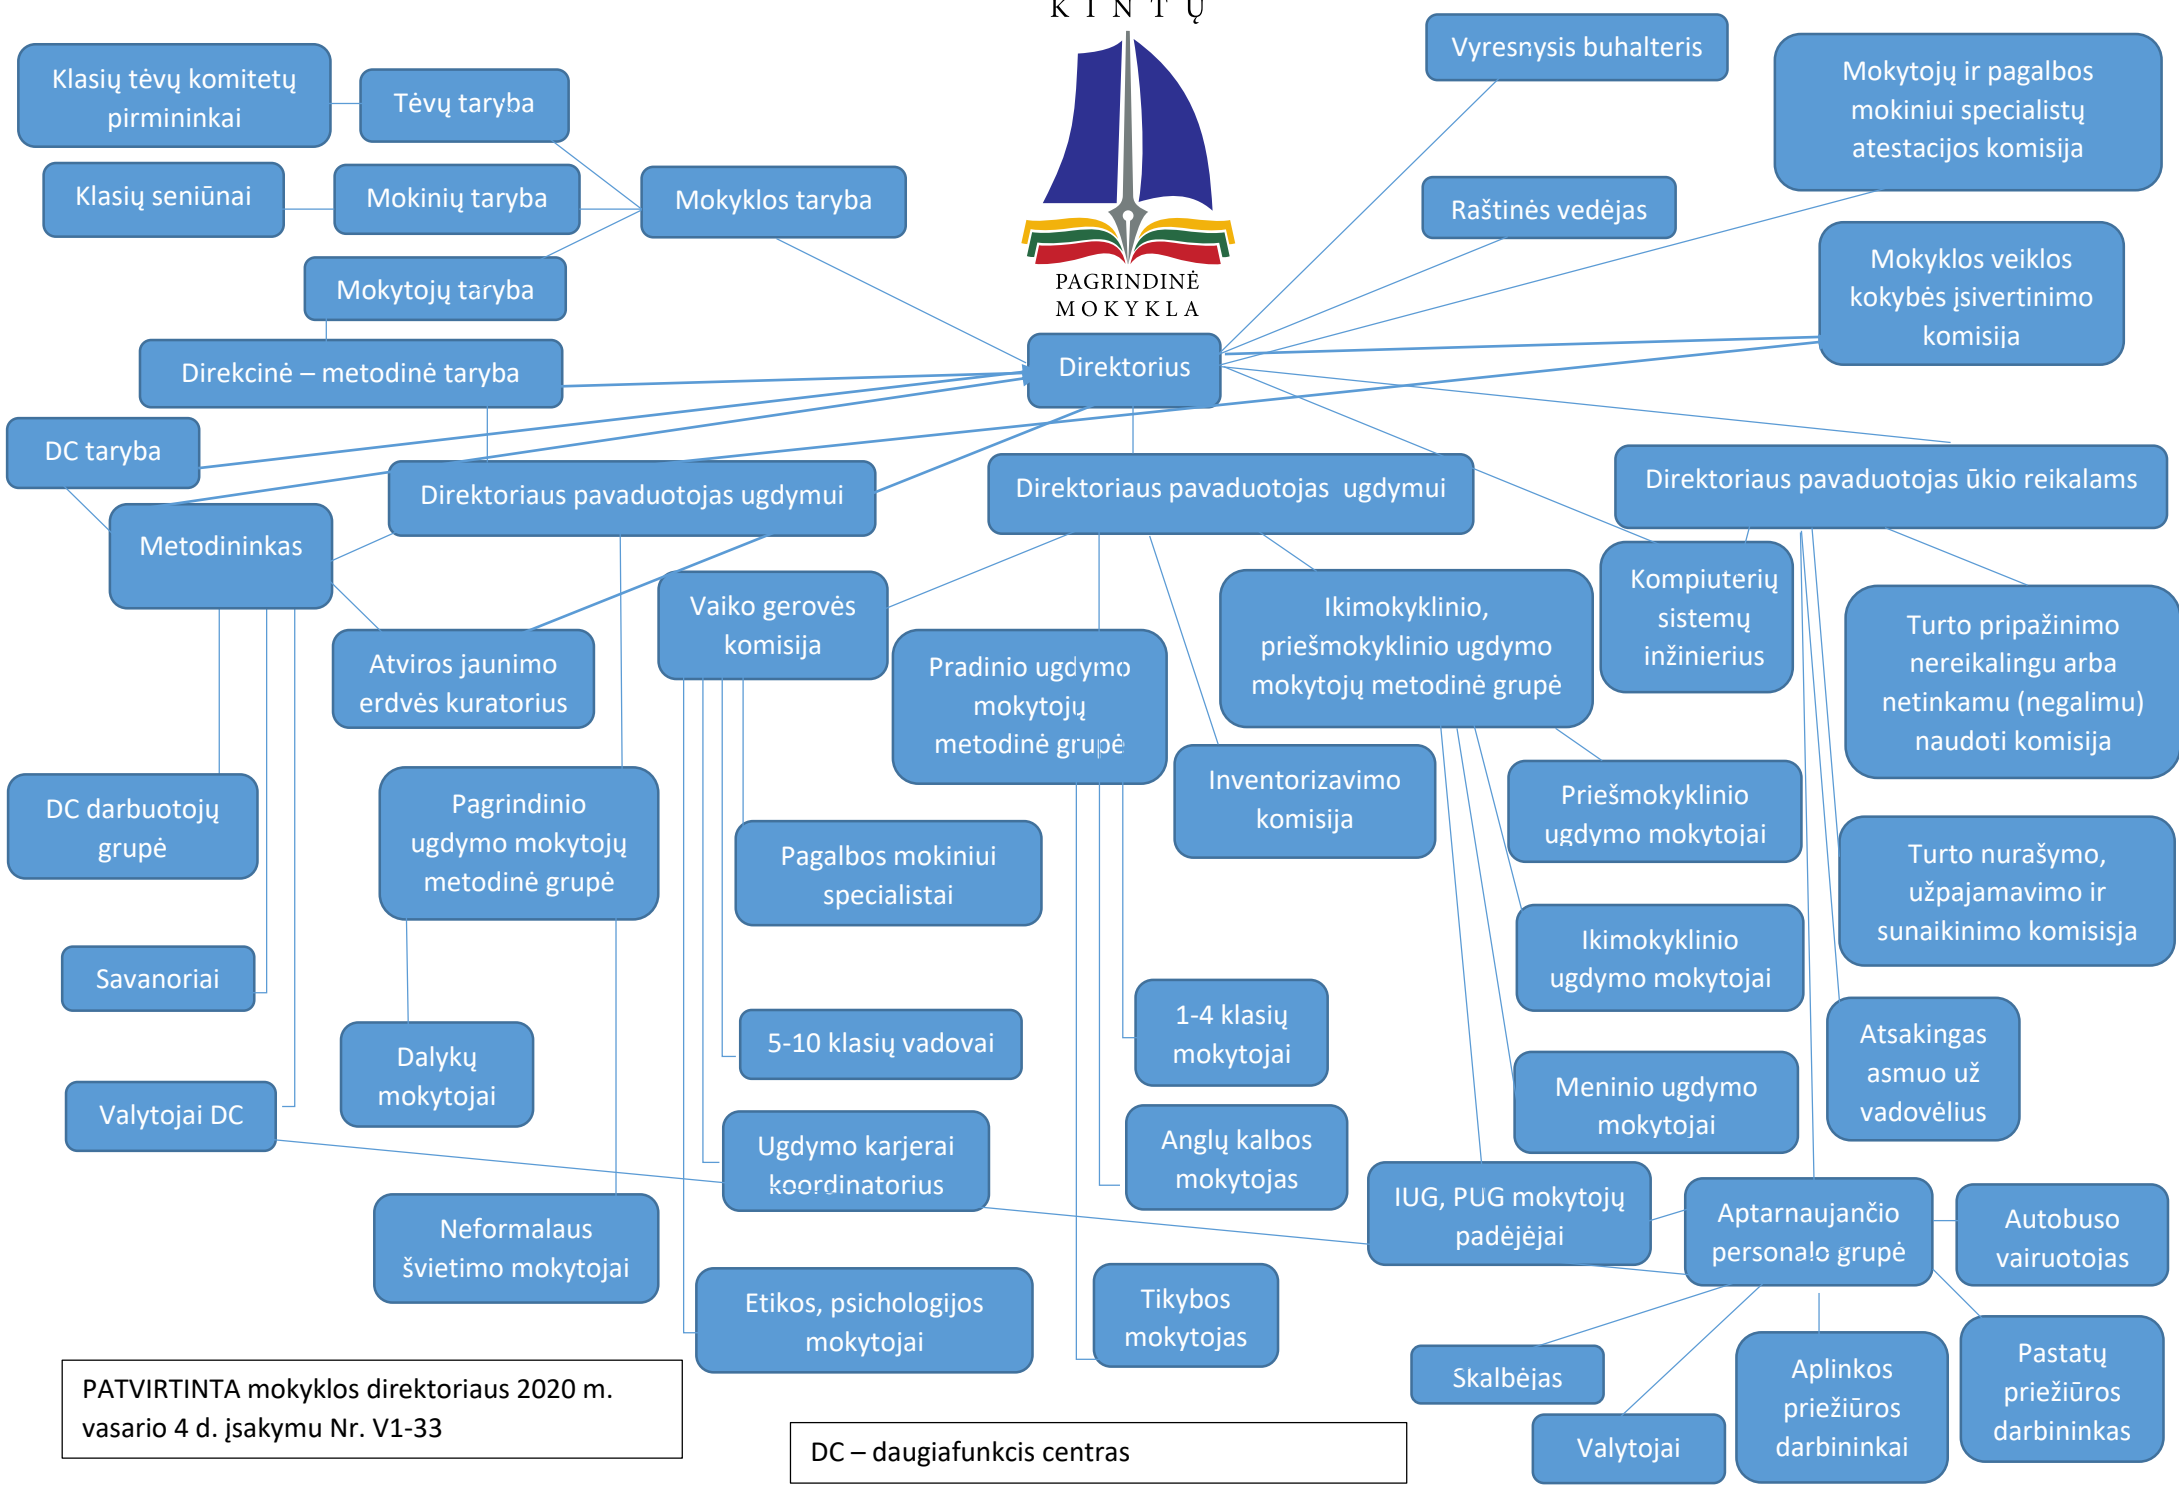 KINTŲ
PAGRINDINĖ
MOKYKLA
Klasių tėvų komitetų
pirmininkai
Tėvų taryba
Klasių seniūnai
Mokinių taryba
Mokyklos taryba
Mokytojų taryba
Direkcinė – metodinė taryba
Vyresnysis buhalteris
Mokytojų ir pagalbos
mokiniui specialistų
atestacijos komisija
Raštinės vedėjas
Mokyklos veiklos
kokybės įsivertinimo
komisija
Direktorius
DC taryba
Direktoriaus pavaduotojas ugdymui
Direktoriaus pavaduotojas ugdymui
Direktoriaus pavaduotojas ūkio reikalams
Metodininkas
Atviros jaunimo
erdvės kuratorius
Vaiko gerovės
komisija
Pradinio ugdymo
mokytojų
metodinė grupė
Ikimokyklinio,
priešmokyklinio ugdymo
mokytojų metodinė grupė
Kompiuterių
sistemų
inžinierius
Turto pripažinimo
nereikalingu arba
netinkamu (negalimu)
naudoti komisija
DC darbuotojų
grupė
Pagrindinio
ugdymo mokytojų
metodinė grupė
Pagalbos mokiniui
specialistai
Inventorizavimo
komisija
Priešmokyklinio
ugdymo mokytojai
Turto nurašymo,
užpajamavimo ir
sunaikinimo komisisja
Savanoriai
Ikimokyklinio
ugdymo mokytojai
Dalykų
mokytojai
5-10 klasių vadovai
1-4 klasių
mokytojai
Meninio ugdymo
mokytojai
Atsakingas
asmuo už
vadovėlius
Valytojai DC
Ugdymo karjerai
koordinatorius
Anglų kalbos
mokytojas
IUG, PUG mokytojų
padėjėjai
Aptarnaujančio
personalo grupė
Autobuso
vairuotojas
Neformalaus
švietimo mokytojai
Etikos, psichologijos
mokytojai
Tikybos
mokytojas
Skalbėjas
Valytojai
Aplinkos
priežiūros
darbininkai
Pastatų
priežiūros
darbininkas
PATVIRTINTA mokyklos direktoriaus 2020 m.
vasario 4 d. įsakymu Nr. V1-33
DC – daugiafunkcis centras